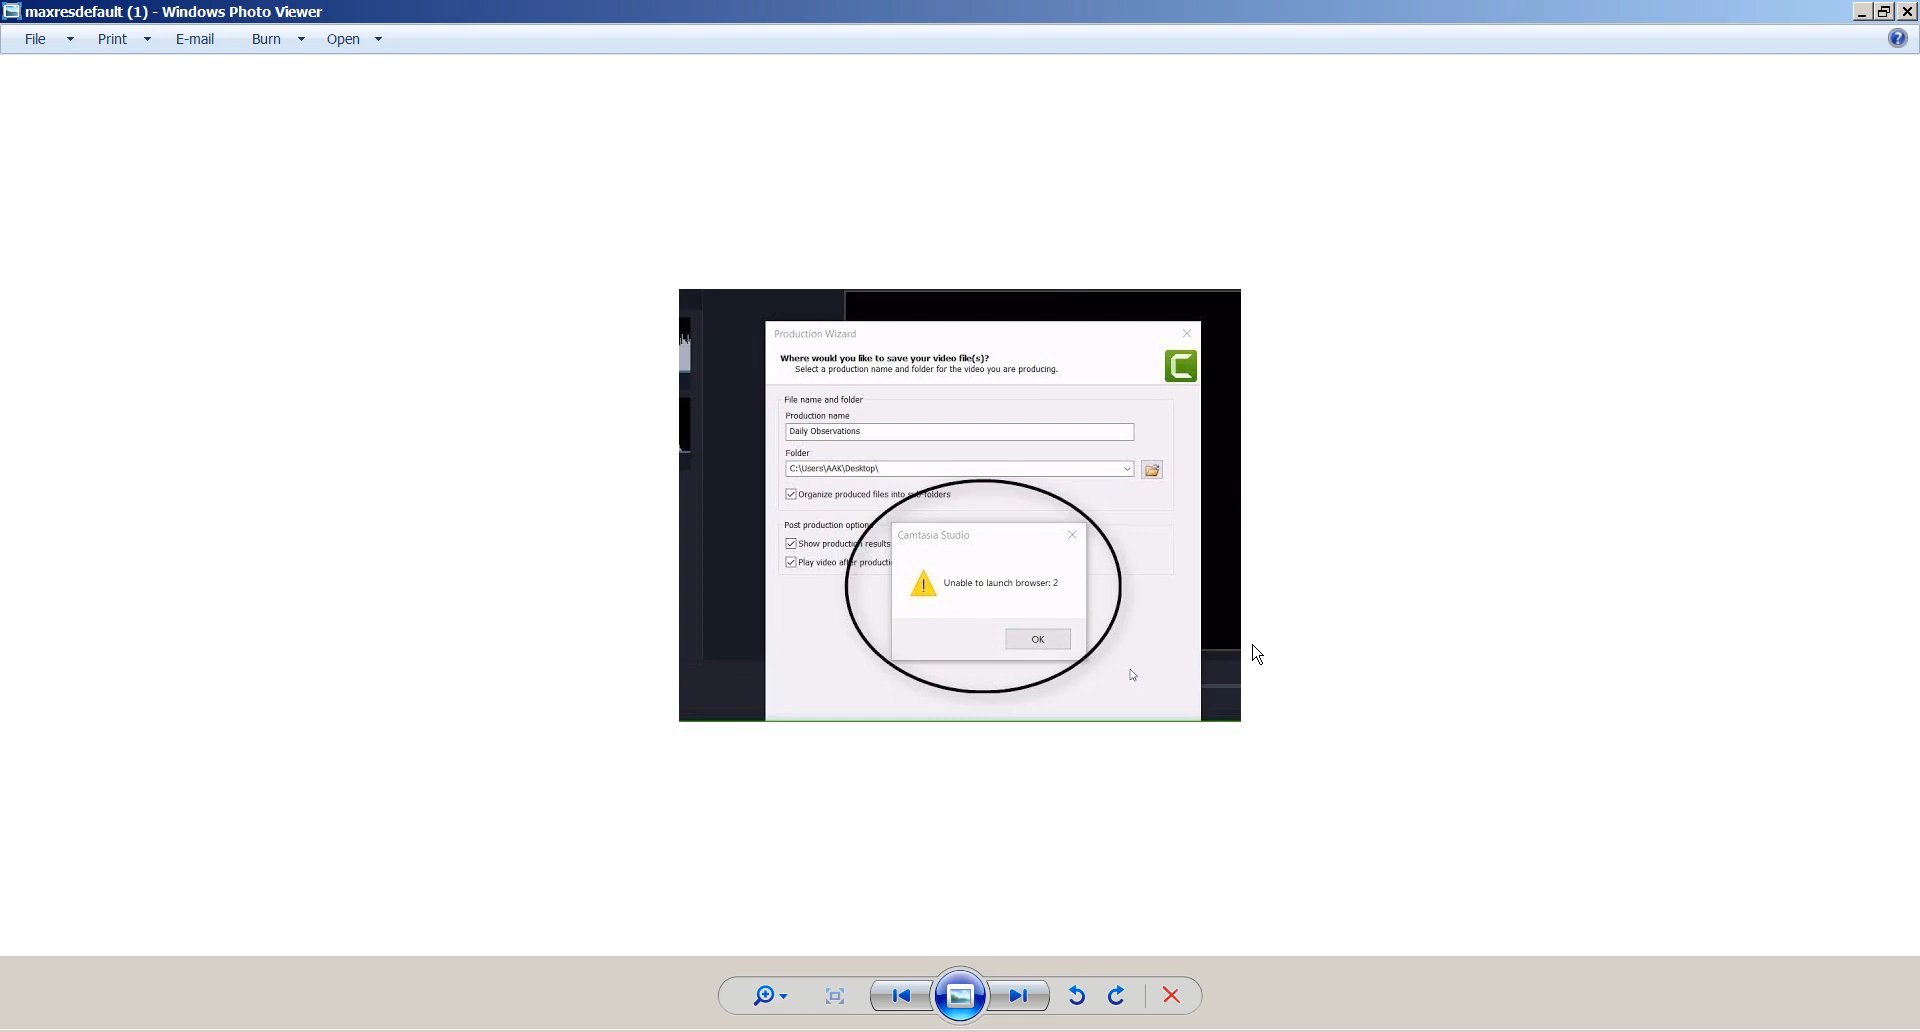 maxresdefault (1) - Windows Photo Viewer
File Print E-mail Burn Open
Production Wizard
Where would you like to save your video file(s)?
Select a production name and folder for the video you are producing.
File name and folder
Production name
Daily Observations
Folder
C:\Users\AAK\Desktop\
Organize produced files into sub-folders
Post production option
Show production results
Play video after producti
Camtasia Studio
Unable to launch browser: 2
OK